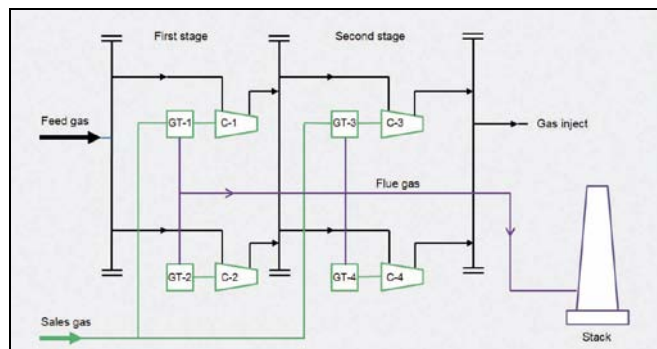 First stage
Second stage
Feed gas
GT-1
C-1
GT-3
C-3
Gas inject
Flue gas
GT-2
C-2
GT-4
C-4
Sales gas
Stack